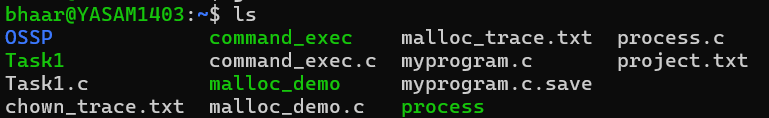 bhaar@YASAM1403:~$ ls
OSSP command_exec malloc_trace.txt process.c
Task1 command_exec.c myprogram.c project.txt
Task1.c malloc_demo myprogram.c.save
chown_trace.txt malloc_demo.c process